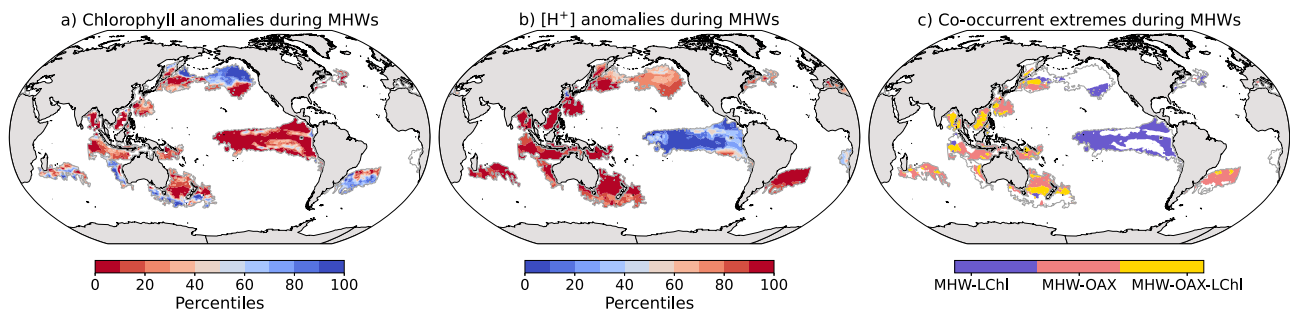 a) Chlorophyll anomalies during MHWs
b) [H⁺] anomalies during MHWs
c) Co-occurrent extremes during MHWs
0 20 40 60 80 100
Percentiles
0 20 40 60 80 100
Percentiles
MHW-LChl MHW-OAX MHW-OAX-LChl